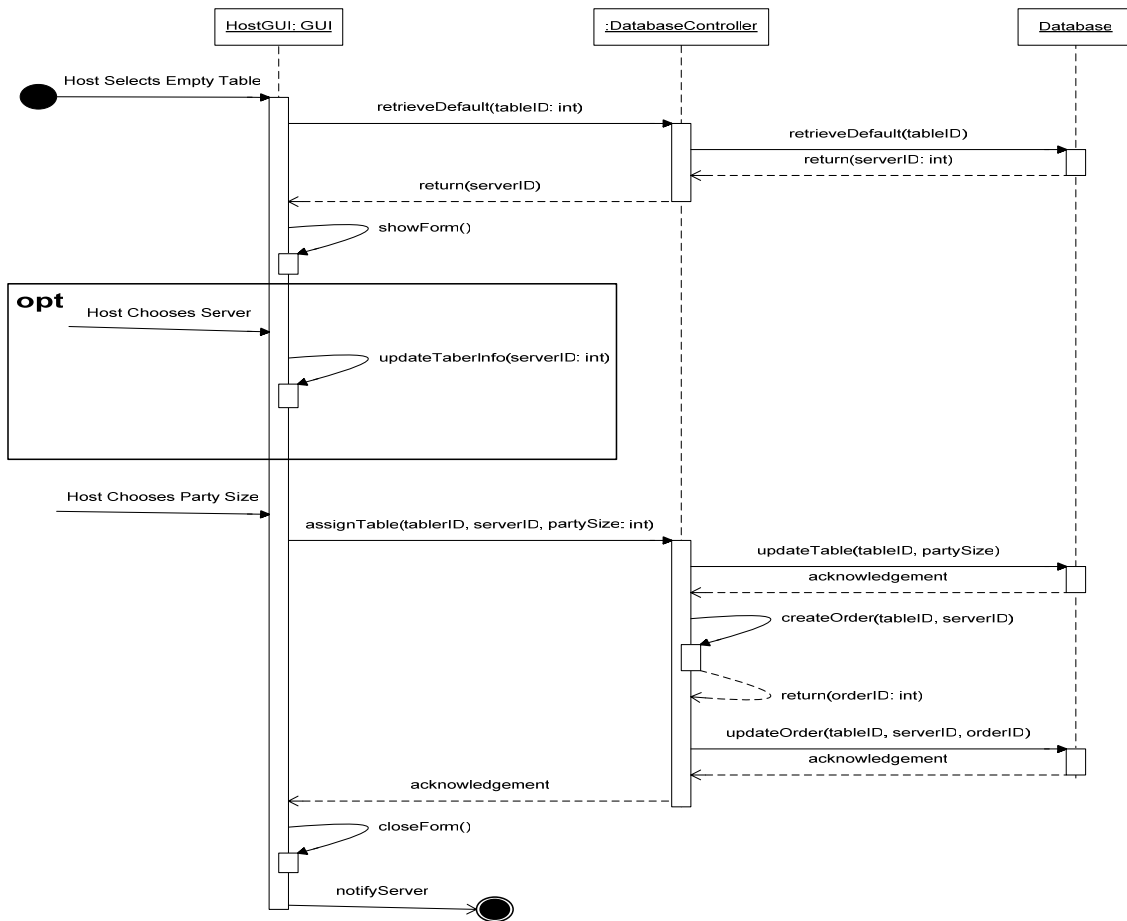 HostGUI: GUI
:DatabaseController
Database
Host Selects Empty Table
retrieveDefault(tableID: int)
retrieveDefault(tableID)
return(serverID: int)
return(serverID)
showForm()
opt
Host Chooses Server
updateTaberInfo(serverID: int)
Host Chooses Party Size
assignTable(tablerID, serverID, partySize: int)
updateTable(tableID, partySize)
acknowledgement
createOrder(tableID, serverID)
return(orderID: int)
updateOrder(tableID, serverID, orderID)
acknowledgement
acknowledgement
closeForm()
notifyServer